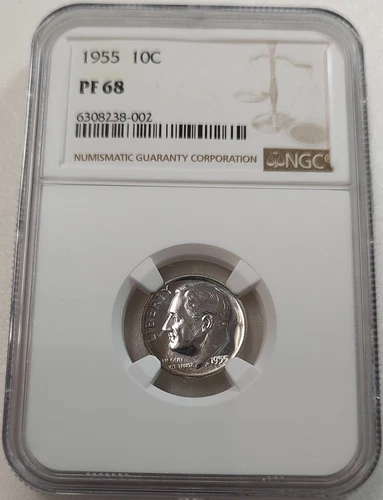 1955 10C
PF 68
6308238-002
NUMISMATIC GUARANTY CORPORATION NGC
LIBERTY
IN GOD
WE TRUST
1955